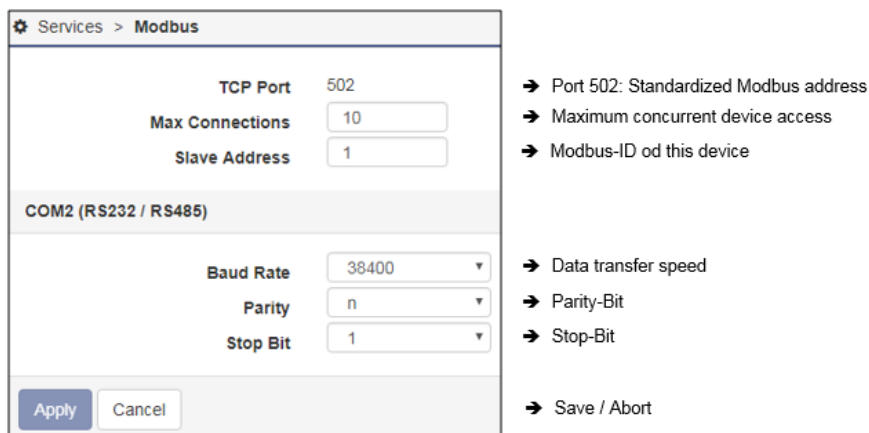 Services > Modbus
TCP Port 502 → Port 502: Standardized Modbus address
Max Connections 10 → Maximum concurrent device access
Slave Address 1 → Modbus-ID od this device
COM2 (RS232 / RS485)
Baud Rate 38400 ▼ → Data transfer speed
Parity n ▼ → Parity-Bit
Stop Bit 1 ▼ → Stop-Bit
Apply Cancel → Save / Abort